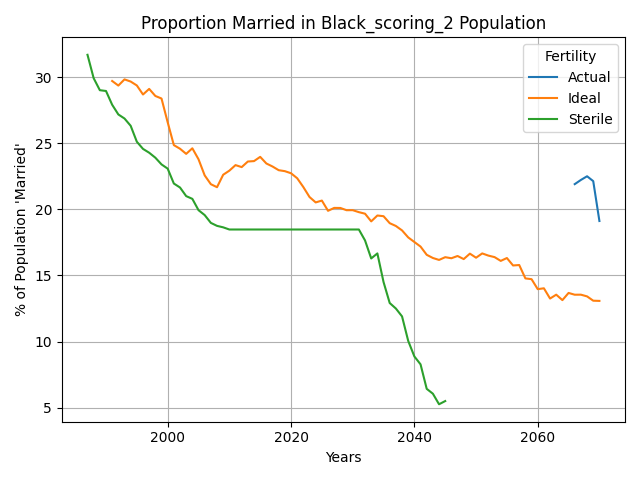 Proportion Married in Black_scoring_2 Population
% of Population 'Married'
30
25
20
15
10
5
2000
2020
2040
2060
Years
Fertility
Actual
Ideal
Sterile